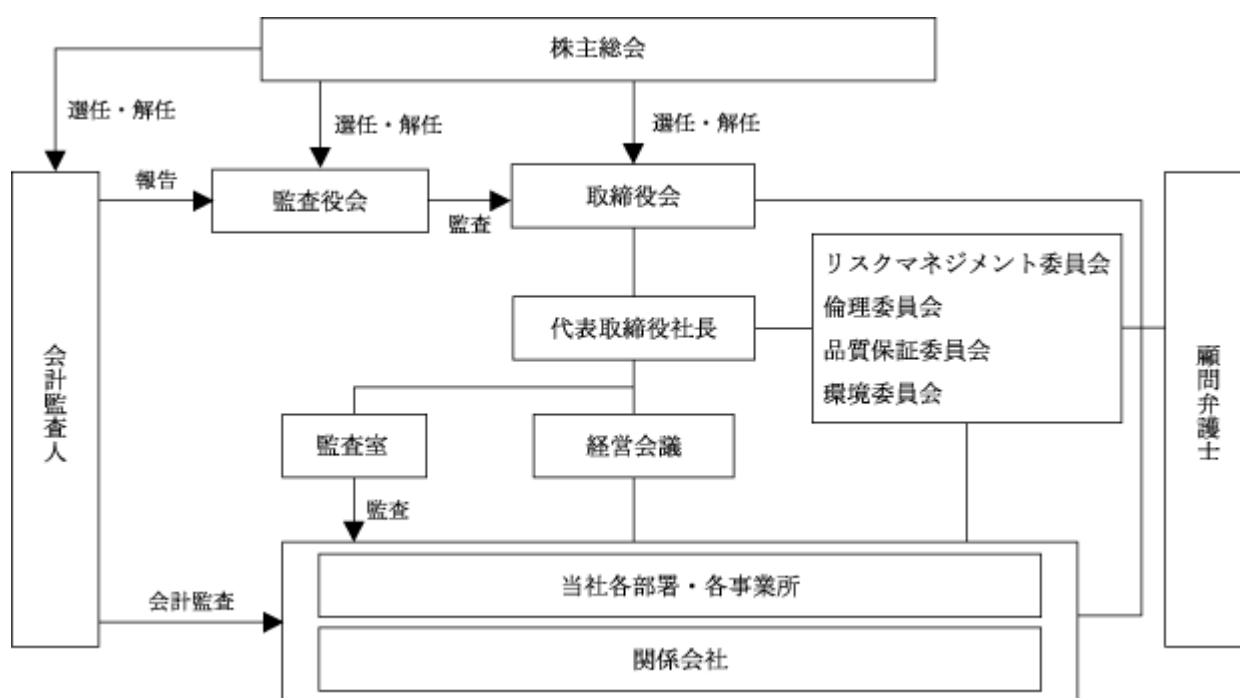 株主総会
選任・解任
選任・解任
選任・解任
報告
監査役会
監査
取締役会
リスクマネジメント委員会
倫理委員会
品質保証委員会
環境委員会
代表取締役社長
会計監査人
顧問弁護士
監査室
経営会議
監査
当社各部署・各事業所
会計監査
関係会社